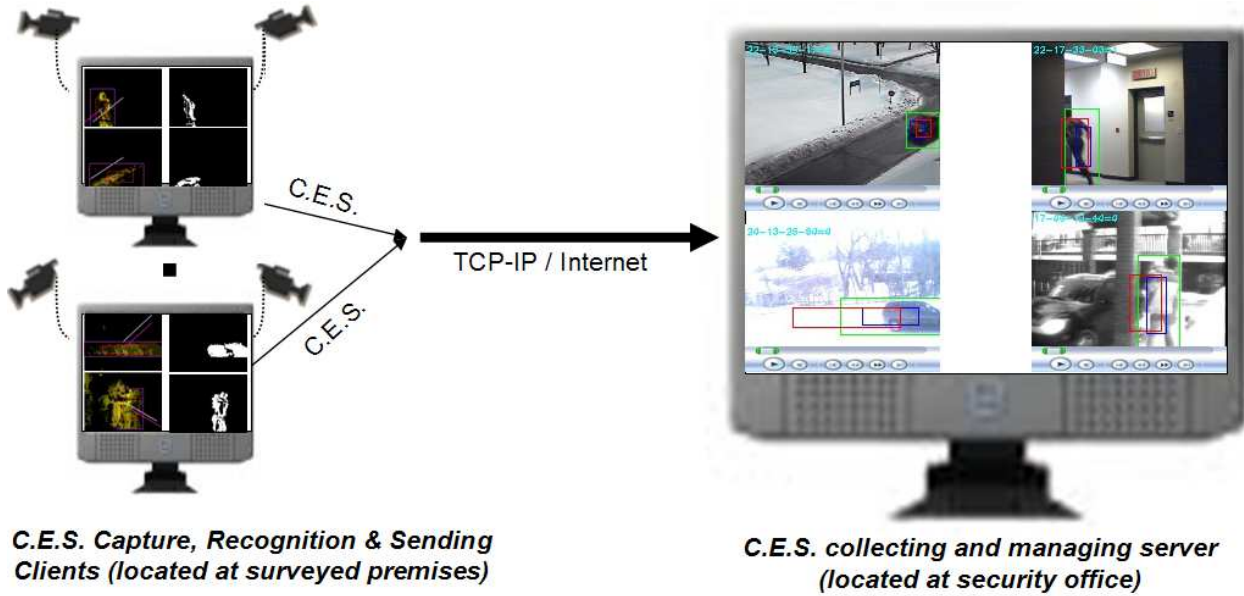 C.E.S.
C.E.S.
TCP-IP / Internet
C.E.S. Capture, Recognition & Sending
Clients (located at surveyed premises)
C.E.S. collecting and managing server
(located at security office)